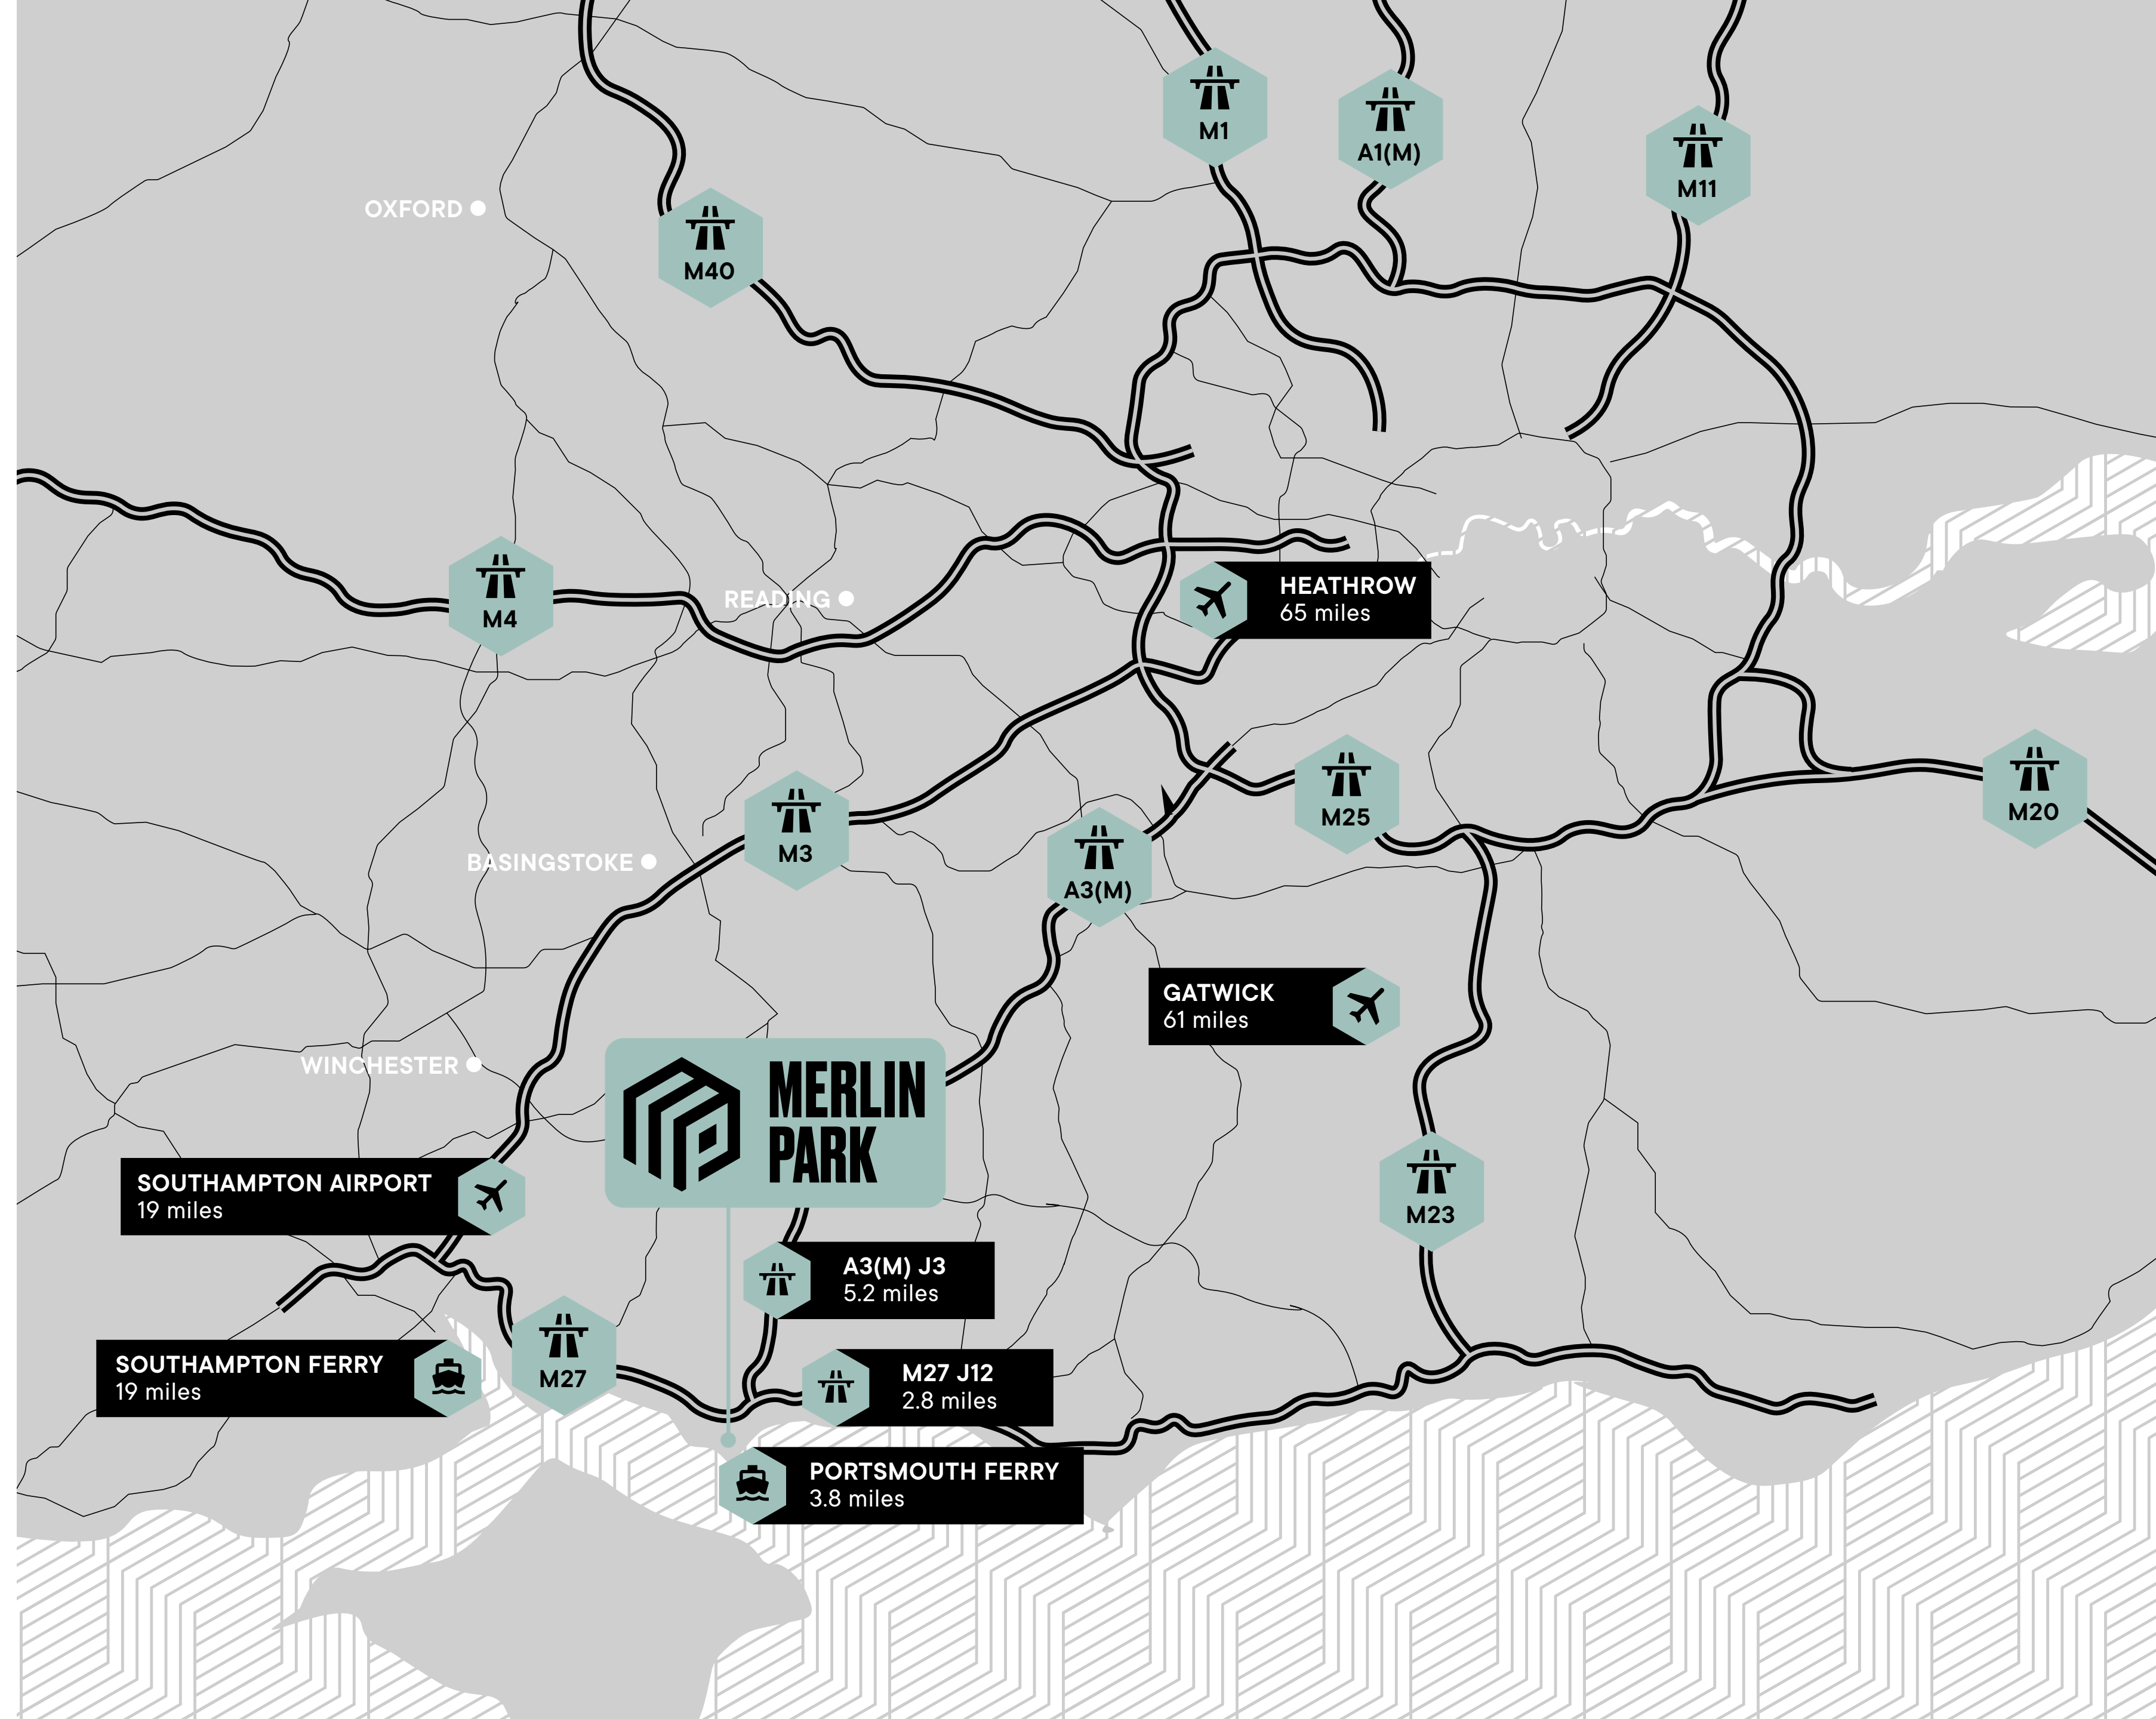 M1
A1(M)
M11
OXFORD
M40
M4
READING
HEATHROW
65 miles
M25
M20
M3
BASINGSTOKE
A3(M)
GATWICK
61 miles
WINCHESTER
MERLIN
PARK
SOUTHAMPTON AIRPORT
19 miles
M23
A3(M) J3
5.2 miles
SOUTHAMPTON FERRY
19 miles
M27
M27 J12
2.8 miles
PORTSMOUTH FERRY
3.8 miles